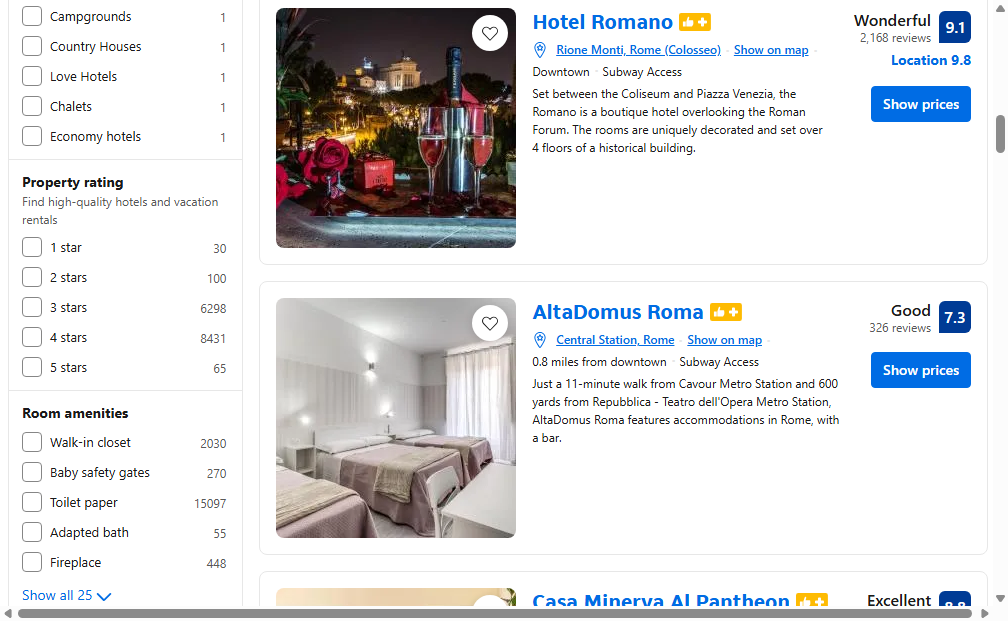 Campgrounds 1
Country Houses 1
Love Hotels 1
Chalets 1
Economy hotels 1
Property rating
Find high-quality hotels and vacation
rentals
1 star 30
2 stars 100
3 stars 6298
4 stars 8431
5 stars 65
Room amenities
Walk-in closet 2030
Baby safety gates 270
Toilet paper 15097
Adapted bath 55
Fireplace 448
Show all 25
Hotel Romano
Wonderful 9.1
2,168 reviews
Rione Monti, Rome (Colosseo) · Show on map ·
Location 9.8
Downtown · Subway Access
Set between the Coliseum and Piazza Venezia, the
Romano is a boutique hotel overlooking the Roman
Forum. The rooms are uniquely decorated and set over
4 floors of a historical building.
Show prices
AltaDomus Roma
Good 7.3
326 reviews
Central Station, Rome · Show on map ·
0.8 miles from downtown · Subway Access
Just a 11-minute walk from Cavour Metro Station and 600
yards from Repubblica - Teatro dell'Opera Metro Station,
AltaDomus Roma features accommodations in Rome, with
a bar.
Show prices
Casa Minerva Al Pantheon
Excellent